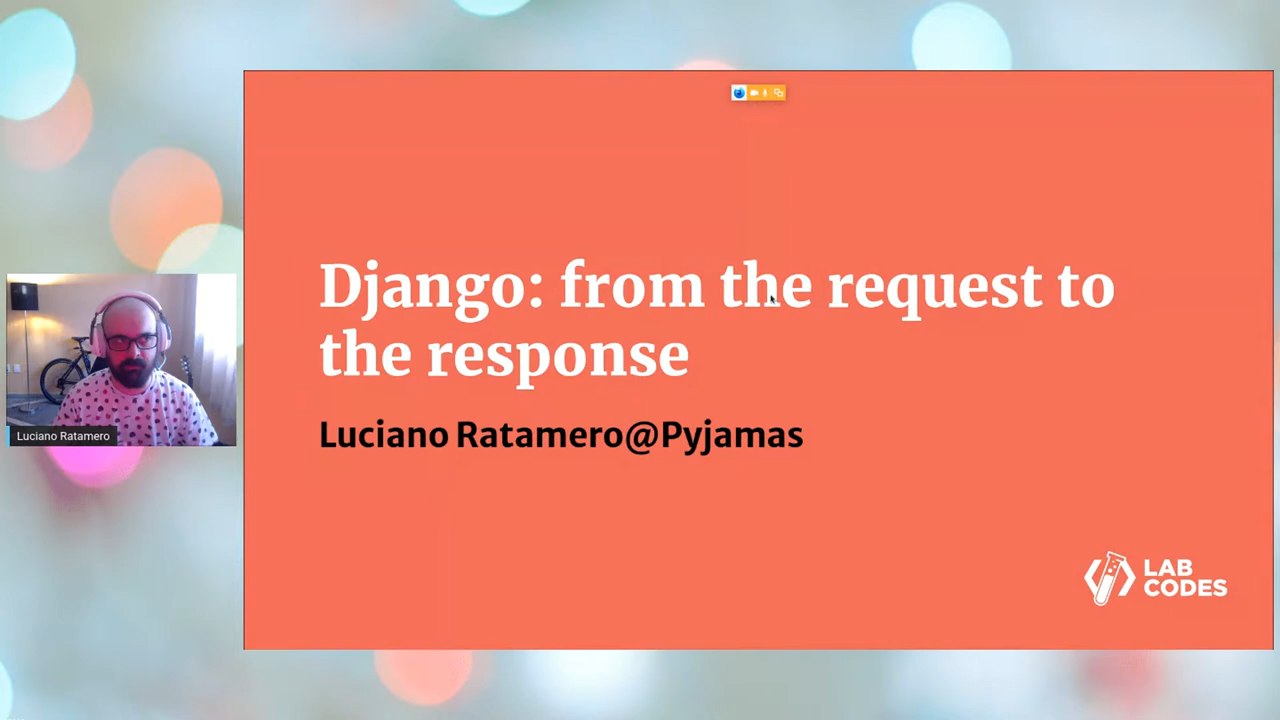 Django: from the request to
the response
Luciano Ratamero@Pyjamas
Luciano Ratamero
LAB
CODES